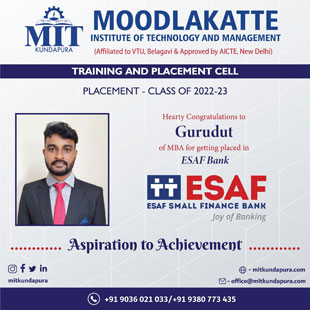 MIT
KUNDAPURA
MOODLAKATTE
INSTITUTE OF TECHNOLOGY AND MANAGEMENT
(Affiliated to VTU, Belagavi & Approved by AICTE, New Delhi)
TRAINING AND PLACEMENT CELL
PLACEMENT - CLASS OF 2022-23
Hearty Congratulations to
Gurudut
of MBA for getting placed in
ESAF Bank
ESAF
ESAF SMALL FINANCE BANK
Joy of Banking
Aspiration to Achievement
mitkundapura
- mitkundapura.com
- office@mitkundapura.com
+91 9036 021 033/+91 9380 773 435